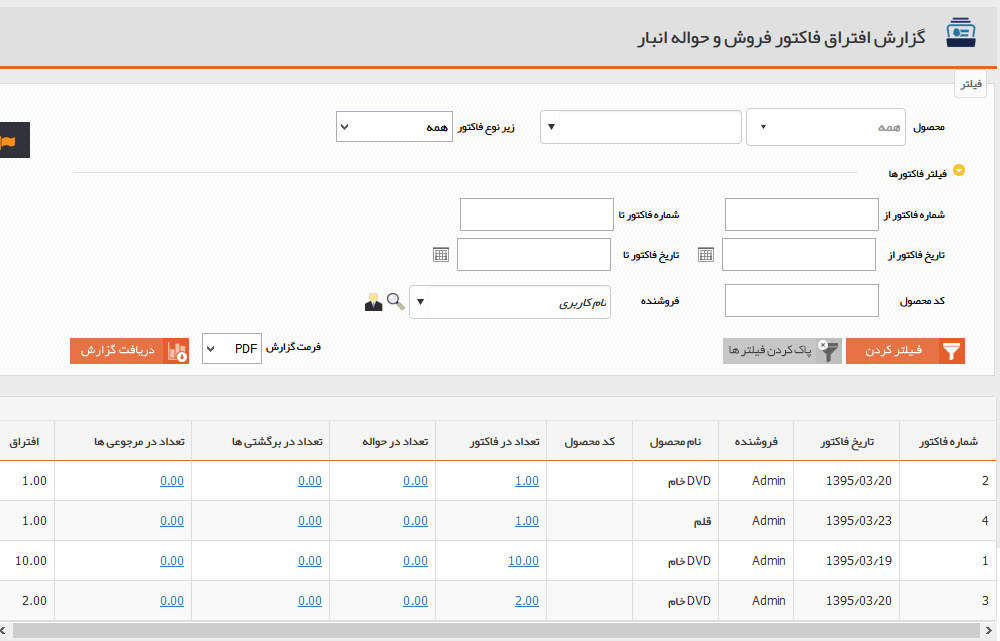 گزارش افتراق فاکتور فروش و حواله انبار
فیلتر
محصول همه زیر نوع فاکتور همه
فیلتر فاکتورها
شماره فاکتور از شماره فاکتور تا
تاریخ فاکتور از تاریخ فاکتور تا
کد محصول فروشنده نام کاربری
فیلتر کردن پاک کردن فیلتر ها فرمت گزارش PDF دریافت گزارش
شماره فاکتور تاریخ فاکتور فروشنده نام محصول کد محصول تعداد در فاکتور تعداد در حواله تعداد در برگشتی ها تعداد در مرجوعی ها افتراق
2 1395/03/20 Admin DVD خام 1.00 0.00 0.00 0.00 1.00
4 1395/03/23 Admin قلم 1.00 0.00 0.00 0.00 1.00
1 1395/03/19 Admin DVD خام 10.00 0.00 0.00 0.00 10.00
3 1395/03/20 Admin DVD خام 2.00 0.00 0.00 0.00 2.00